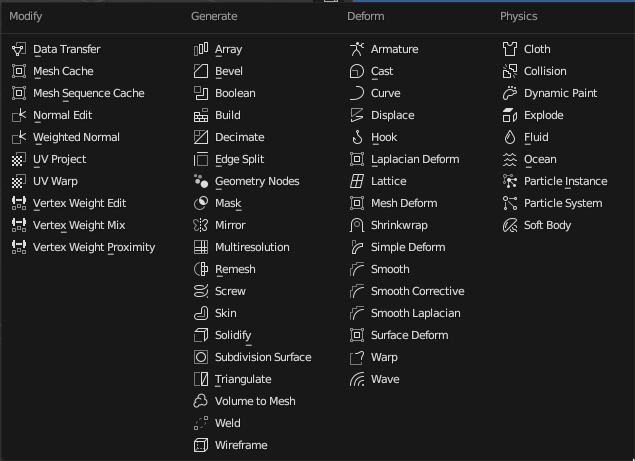 Modify
Data Transfer
Mesh Cache
Mesh Sequence Cache
Normal Edit
Weighted Normal
UV Project
UV Warp
Vertex Weight Edit
Vertex Weight Mix
Vertex Weight Proximity
Generate
Array
Bevel
Boolean
Build
Decimate
Edge Split
Geometry Nodes
Mask
Mirror
Multiresolution
Remesh
Screw
Skin
Solidify
Subdivision Surface
Triangulate
Volume to Mesh
Weld
Wireframe
Deform
Armature
Cast
Curve
Displace
Hook
Laplacian Deform
Lattice
Mesh Deform
Shrinkwrap
Simple Deform
Smooth
Smooth Corrective
Smooth Laplacian
Surface Deform
Warp
Wave
Physics
Cloth
Collision
Dynamic Paint
Explode
Fluid
Ocean
Particle Instance
Particle System
Soft Body